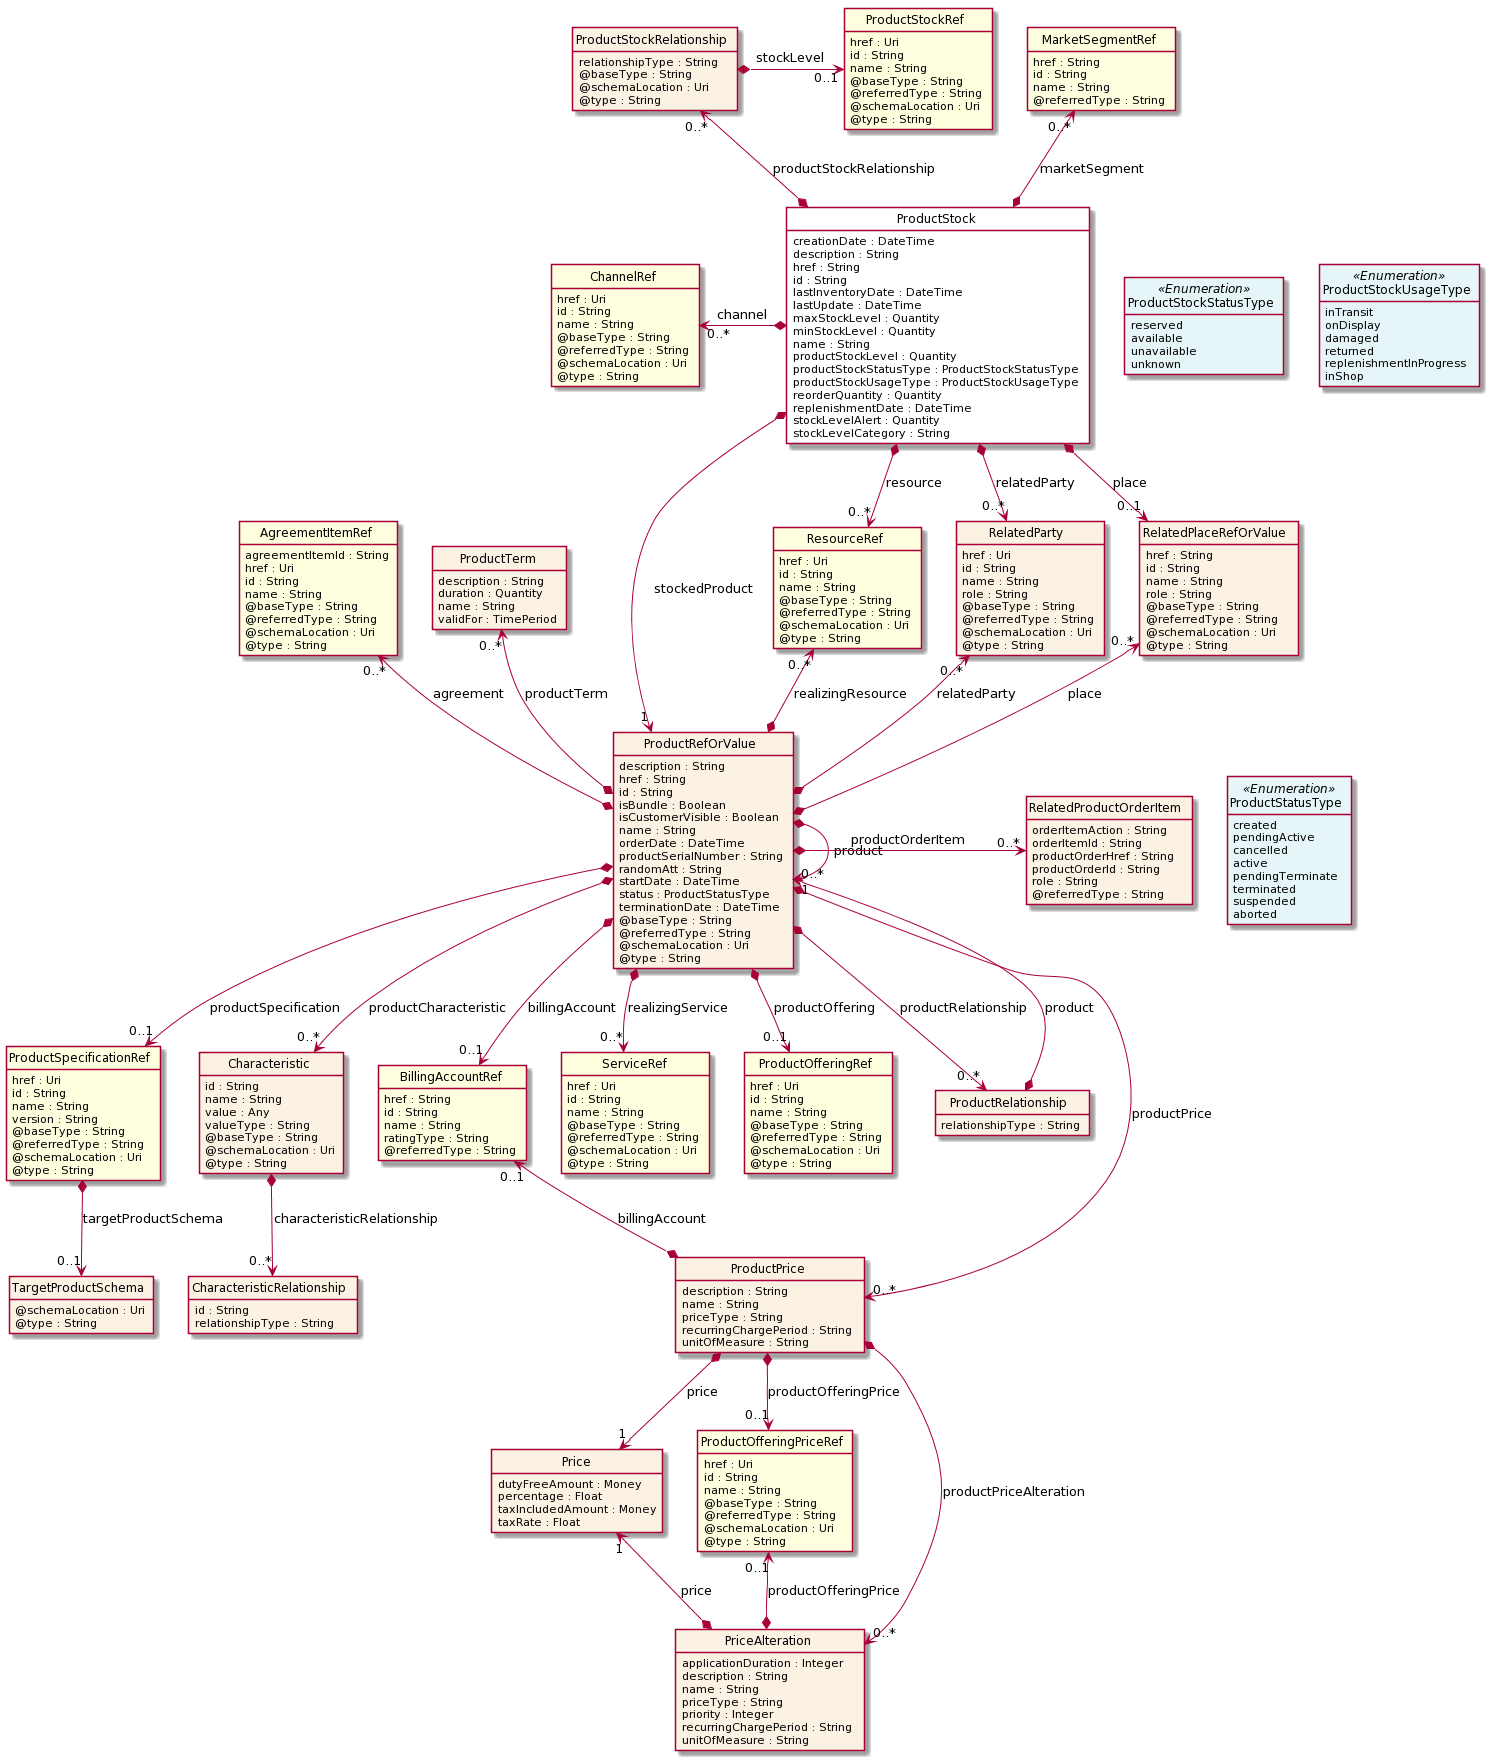 ProductStockRelationship
relationshipType : String
@baseType : String
@schemaLocation : Uri
@type : String
stockLevel
0..1
ProductStockRef
href : Uri
id : String
name : String
@baseType : String
@referredType : String
@schemaLocation : Uri
@type : String
MarketSegmentRef
href : String
id : String
name : String
@referredType : String
0..*
productStockRelationship
0..*
marketSegment
ProductStock
creationDate : DateTime
description : String
href : String
id : String
lastInventoryDate : DateTime
lastUpdate : DateTime
maxStockLevel : Quantity
minStockLevel : Quantity
name : String
productStockLevel : Quantity
productStockStatusType : ProductStockStatusType
productStockUsageType : ProductStockUsageType
reorderQuantity : Quantity
replenishmentDate : DateTime
stockLevelAlert : Quantity
stockLevelCategory : String
ChannelRef
href : Uri
id : String
name : String
@baseType : String
@referredType : String
@schemaLocation : Uri
@type : String
channel
0..*
«Enumeration»
ProductStockStatusType
reserved
available
unavailable
unknown
«Enumeration»
ProductStockUsageType
inTransit
onDisplay
damaged
returned
replenishmentInProgress
inShop
resource
0..*
relatedParty
0..*
place
0..1
stockedProduct
1
AgreementItemRef
agreementItemId : String
href : Uri
id : String
name : String
@baseType : String
@referredType : String
@schemaLocation : Uri
@type : String
ProductTerm
description : String
duration : Quantity
name : String
validFor : TimePeriod
ResourceRef
href : Uri
id : String
name : String
@baseType : String
@referredType : String
@schemaLocation : Uri
@type : String
RelatedParty
href : Uri
id : String
name : String
role : String
@baseType : String
@referredType : String
@schemaLocation : Uri
@type : String
RelatedPlaceRefOrValue
href : String
id : String
name : String
role : String
@baseType : String
@referredType : String
@schemaLocation : Uri
@type : String
0..*
agreement
0..*
productTerm
0..*
realizingResource
0..*
relatedParty
0..*
place
ProductRefOrValue
description : String
href : String
id : String
isBundle : Boolean
isCustomerVisible : Boolean
name : String
orderDate : DateTime
productSerialNumber : String
randomAtt : String
startDate : DateTime
status : ProductStatusType
terminationDate : DateTime
@baseType : String
@referredType : String
@schemaLocation : Uri
@type : String
productOrderItem
0..*
product
0..*
1
RelatedProductOrderItem
orderItemAction : String
orderItemId : String
productOrderHref : String
productOrderId : String
role : String
@referredType : String
«Enumeration»
ProductStatusType
created
pendingActive
cancelled
active
pendingTerminate
terminated
suspended
aborted
productSpecification
0..1
productCharacteristic
0..*
billingAccount
0..1
realizingService
0..*
productOffering
0..1
productRelationship
0..*
product
productPrice
0..*
ProductSpecificationRef
href : Uri
id : String
name : String
version : String
@baseType : String
@referredType : String
@schemaLocation : Uri
@type : String
Characteristic
id : String
name : String
value : Any
valueType : String
@baseType : String
@schemaLocation : Uri
@type : String
BillingAccountRef
href : String
id : String
name : String
ratingType : String
@referredType : String
ServiceRef
href : Uri
id : String
name : String
@baseType : String
@referredType : String
@schemaLocation : Uri
@type : String
ProductOfferingRef
href : Uri
id : String
name : String
@baseType : String
@referredType : String
@schemaLocation : Uri
@type : String
ProductRelationship
relationshipType : String
targetProductSchema
0..1
characteristicRelationship
0..*
0..1
billingAccount
TargetProductSchema
@schemaLocation : Uri
@type : String
CharacteristicRelationship
id : String
relationshipType : String
ProductPrice
description : String
name : String
priceType : String
recurringChargePeriod : String
unitOfMeasure : String
price
1
productOfferingPrice
0..1
productPriceAlteration
0..*
Price
dutyFreeAmount : Money
percentage : Float
taxIncludedAmount : Money
taxRate : Float
ProductOfferingPriceRef
href : Uri
id : String
name : String
@baseType : String
@referredType : String
@schemaLocation : Uri
@type : String
1
price
0..1
productOfferingPrice
PriceAlteration
applicationDuration : Integer
description : String
name : String
priceType : String
priority : Integer
recurringChargePeriod : String
unitOfMeasure : String